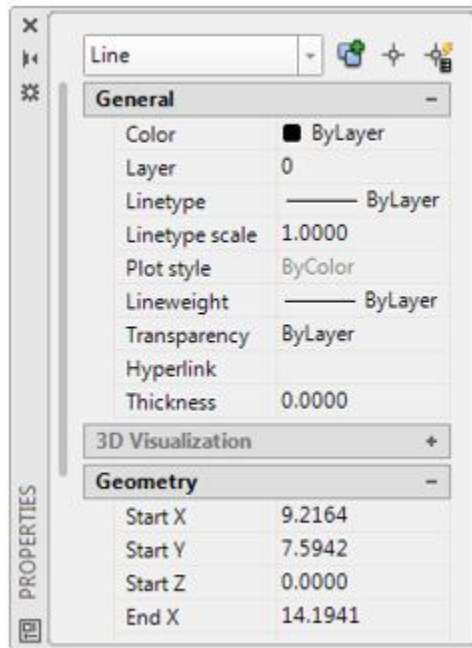 Line
General
Color ByLayer
Layer 0
Linetype ByLayer
Linetype scale 1.0000
Plot style ByColor
Lineweight ByLayer
Transparency ByLayer
Hyperlink
Thickness 0.0000
3D Visualization
Geometry
Start X 9.2164
Start Y 7.5942
Start Z 0.0000
End X 14.1941
PROPERTIES